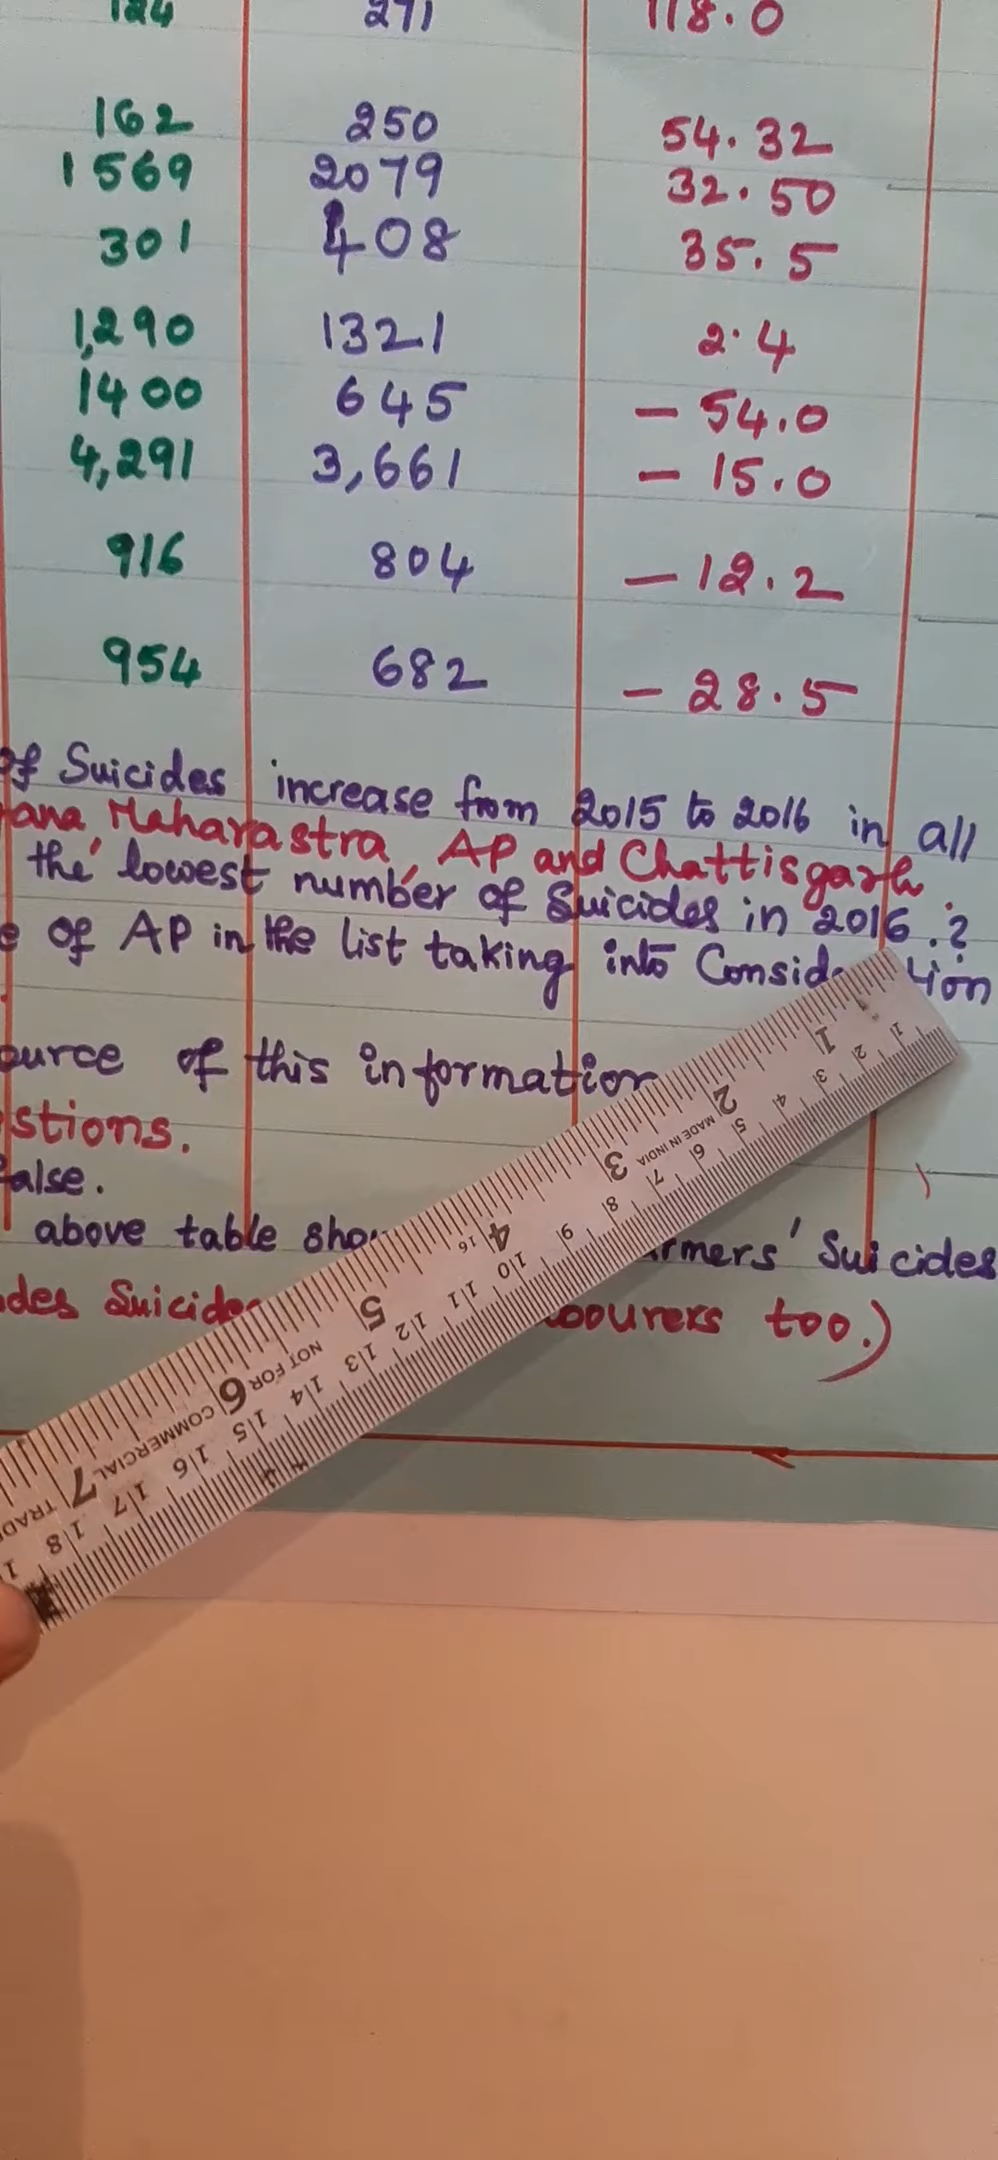 124 271 118.0
162 250 54.32
1569 2079 32.50
301 408 35.5
1,290 1321 2.4
1400 645 - 54.0
4,291 3,661 - 15.0
916 804 - 12.2
954 682 - 28.5
of Suicides increase from 2015 to 2016 in all
ana, Maharastra, AP and Chattisgarh
the lowest number of Suicides in 2016.?
e of AP in the list taking into Consid tion
ource of this information
stions.
alse.
above table sho rmers' Suicides
des Suicide bourers too.)
1 2 3 4 5 6 7
1 2 3 4 5 6 7 8 9 10 11 12 13 14 15 16 17 18
MADE IN INDIA
16
NOT FOR COMMERCIAL TRADE